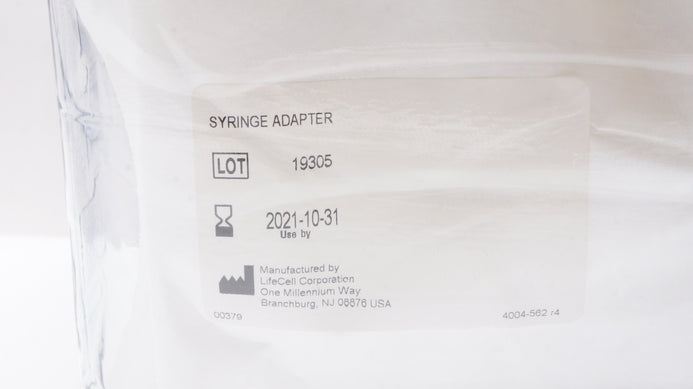 SYRINGE ADAPTER
LOT 19305
2021-10-31
Use by
Manufactured by
LifeCell Corporation
One Millennium Way
Branchburg, NJ 08876 USA
00379 4004-562 r4